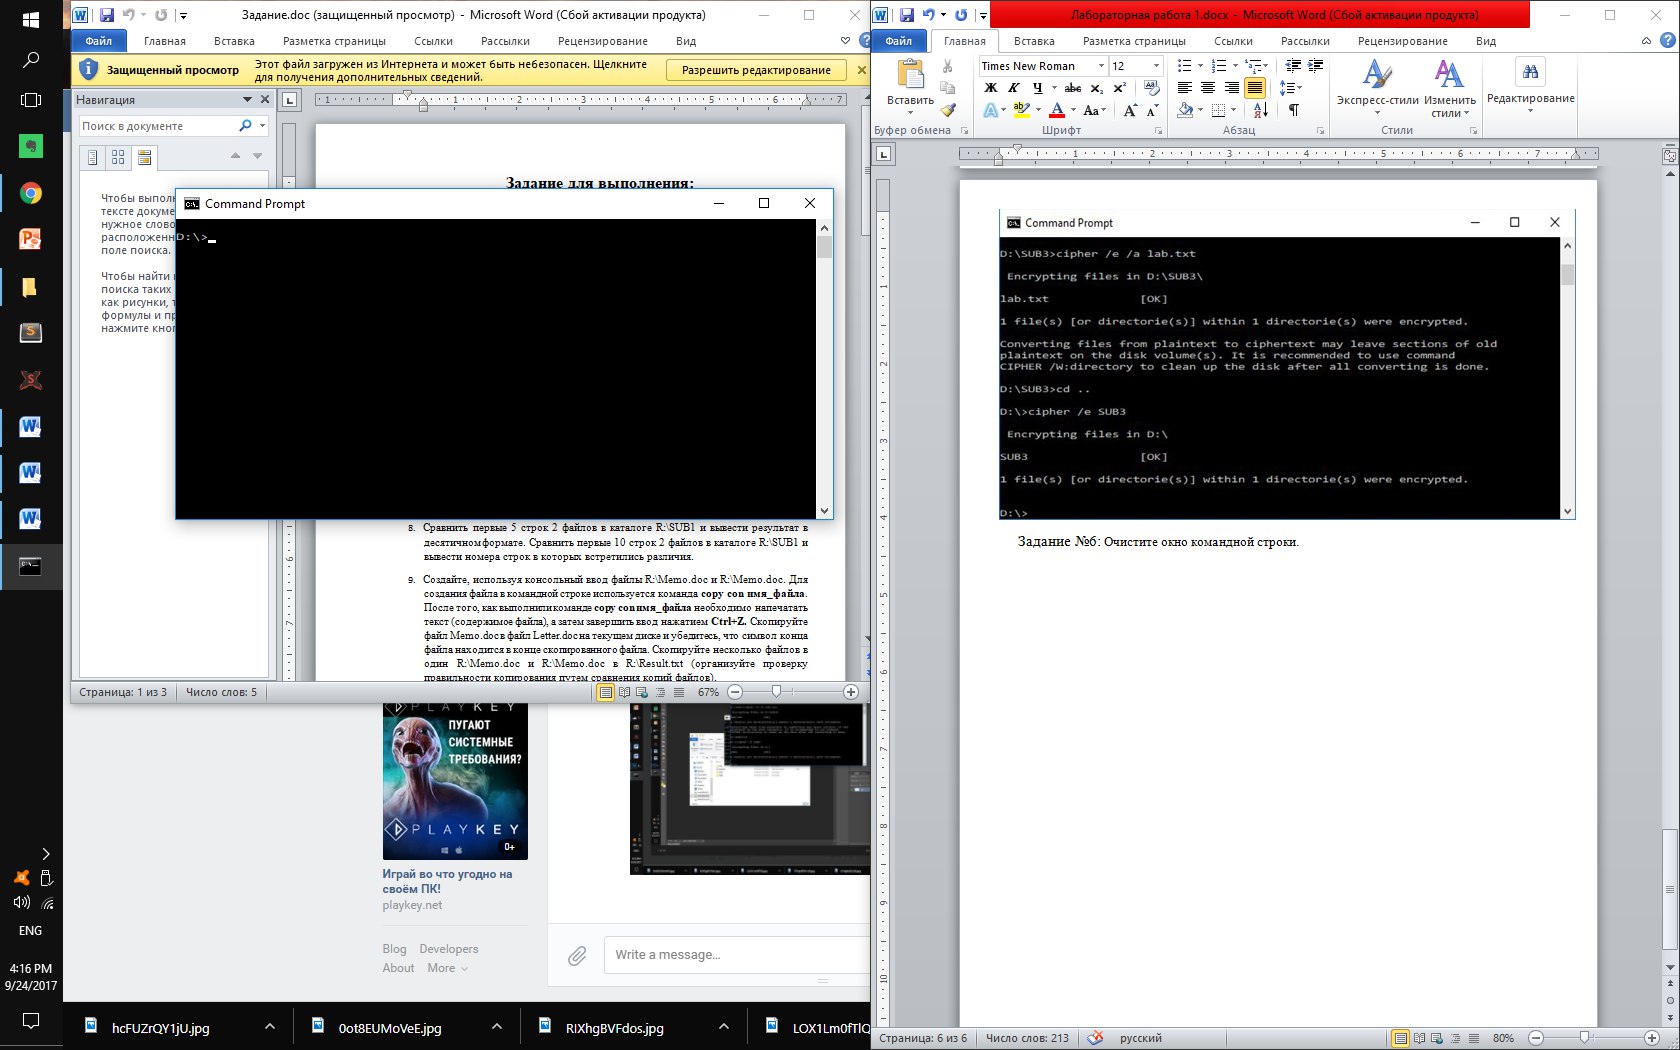 Задание.doc (защищенный просмотр) - Microsoft Word (Сбой активации продукта)
Файл Главная Вставка Разметка страницы Ссылки Рассылки Рецензирование Вид
Защищенный просмотр
Этот файл загружен из Интернета и может быть небезопасен. Щелкните
для получения дополнительных сведений.
Разрешить редактирование
Навигация
Поиск в документе
Чтобы выполн
тексте докуме
нужное слово
расположенн
поле поиска.
Чтобы найти
поиска таких
как рисунки, т
формулы и пр
нажмите кноп
Задание для выполнения:
Command Prompt
D:\>
8. Сравнить первые 5 строк 2 файлов в каталоге R:\SUB1 и вывести результат в
десятичном формате. Сравнить первые 10 строк 2 файлов в каталоге R:\SUB1 и
вывести номера строк в которых встретились различия.
9. Создайте, используя консольный ввод файлы R:\Memo.doc и R:\Memo.doc. Для
создания файла в командной строке используется команда copy con имя_файла.
После того, как выполнили команде copy con имя_файла необходимо напечатать
текст (содержимое файла), а затем завершить ввод нажатием Ctrl+Z. Скопируйте
файл Memo.doc в файл Letter.doc на текущем диске и убедитесь, что символ конца
файла находится в конце скопированного файла. Скопируйте несколько файлов в
один R:\Memo.doc и R:\Memo.doc в R:\Result.txt (организуйте проверку
правильности копирования путем сравнения копий файлов).
Страница: 1 из 3 Число слов: 5 67%
PLAYKEY
ПУГАЮТ
СИСТЕМНЫЕ
ТРЕБОВАНИЯ?
PLAYKEY
0+
Играй во что угодно на
своём ПК!
playkey.net
Blog Developers
About More
Write a message...
ENG
4:16 PM
9/24/2017
hcFUZrQY1jU.jpg
0ot8EUMoVeE.jpg
RIXhgBVFdos.jpg
LOX1Lm0fTlQ
Лабораторная работа 1.docx - Microsoft Word (Сбой активации продукта)
Файл Главная Вставка Разметка страницы Ссылки Рассылки Рецензирование Вид
Times New Roman 12
Вставить
Экспресс-стили
Изменить
стили
Редактирование
Буфер обмена Шрифт Абзац Стили
Command Prompt
D:\SUB3>cipher /e /a lab.txt
Encrypting files in D:\SUB3\
lab.txt [OK]
1 file(s) [or directorie(s)] within 1 directorie(s) were encrypted.
Converting files from plaintext to ciphertext may leave sections of old
plaintext on the disk volume(s). It is recommended to use command
CIPHER /W:directory to clean up the disk after all converting is done.
D:\SUB3>cd ..
D:\>cipher /e SUB3
Encrypting files in D:\
SUB3 [OK]
1 file(s) [or directorie(s)] within 1 directorie(s) were encrypted.
D:\>
Задание №6: Очистите окно командной строки.
Страница: 6 из 6 Число слов: 213 русский 80%